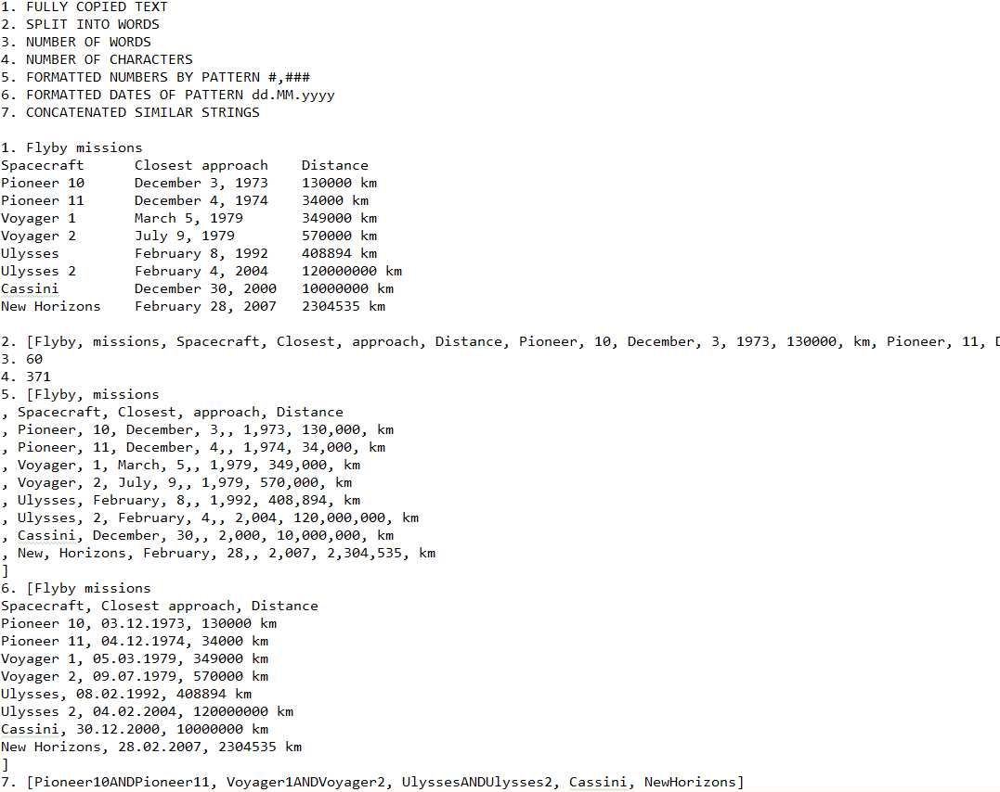 1. FULLY COPIED TEXT
2. SPLIT INTO WORDS
3. NUMBER OF WORDS
4. NUMBER OF CHARACTERS
5. FORMATTED NUMBERS BY PATTERN #,###
6. FORMATTED DATES OF PATTERN dd.MM.yyyy
7. CONCATENATED SIMILAR STRINGS

1. Flyby missions
Spacecraft      Closest approach    Distance
Pioneer 10      December 3, 1973    130000 km
Pioneer 11      December 4, 1974    34000 km
Voyager 1       March 5, 1979       349000 km
Voyager 2       July 9, 1979        570000 km
Ulysses         February 8, 1992    408894 km
Ulysses 2       February 4, 2004    120000000 km
Cassini         December 30, 2000   10000000 km
New Horizons    February 28, 2007   2304535 km

2. [Flyby, missions, Spacecraft, Closest, approach, Distance, Pioneer, 10, December, 3, 1973, 130000, km, Pioneer, 11,
3. 60
4. 371
5. [Flyby, missions
, Spacecraft, Closest, approach, Distance
, Pioneer, 10, December, 3,, 1,973, 130,000, km
, Pioneer, 11, December, 4,, 1,974, 34,000, km
, Voyager, 1, March, 5,, 1,979, 349,000, km
, Voyager, 2, July, 9,, 1,979, 570,000, km
, Ulysses, February, 8,, 1,992, 408,894, km
, Ulysses, 2, February, 4,, 2,004, 120,000,000, km
, Cassini, December, 30,, 2,000, 10,000,000, km
, New, Horizons, February, 28,, 2,007, 2,304,535, km
]
6. [Flyby missions
Spacecraft, Closest approach, Distance
Pioneer 10, 03.12.1973, 130000 km
Pioneer 11, 04.12.1974, 34000 km
Voyager 1, 05.03.1979, 349000 km
Voyager 2, 09.07.1979, 570000 km
Ulysses, 08.02.1992, 408894 km
Ulysses 2, 04.02.2004, 120000000 km
Cassini, 30.12.2000, 10000000 km
New Horizons, 28.02.2007, 2304535 km
]
7. [Pioneer10ANDPioneer11, Voyager1ANDVoyager2, UlyssesANDUlysses2, Cassini, NewHorizons]